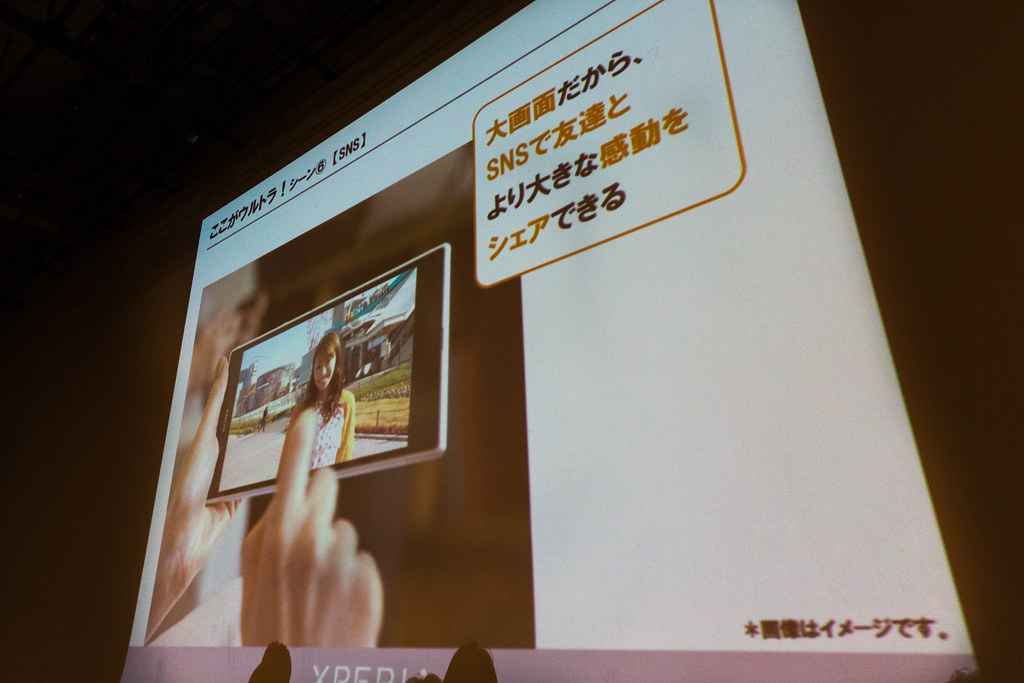 ここがウルトラ！シーン⑥【SNS】
大画面だから、
SNSで友達と
より大きな感動を
シェアできる
＊画像はイメージです。
XPERIA